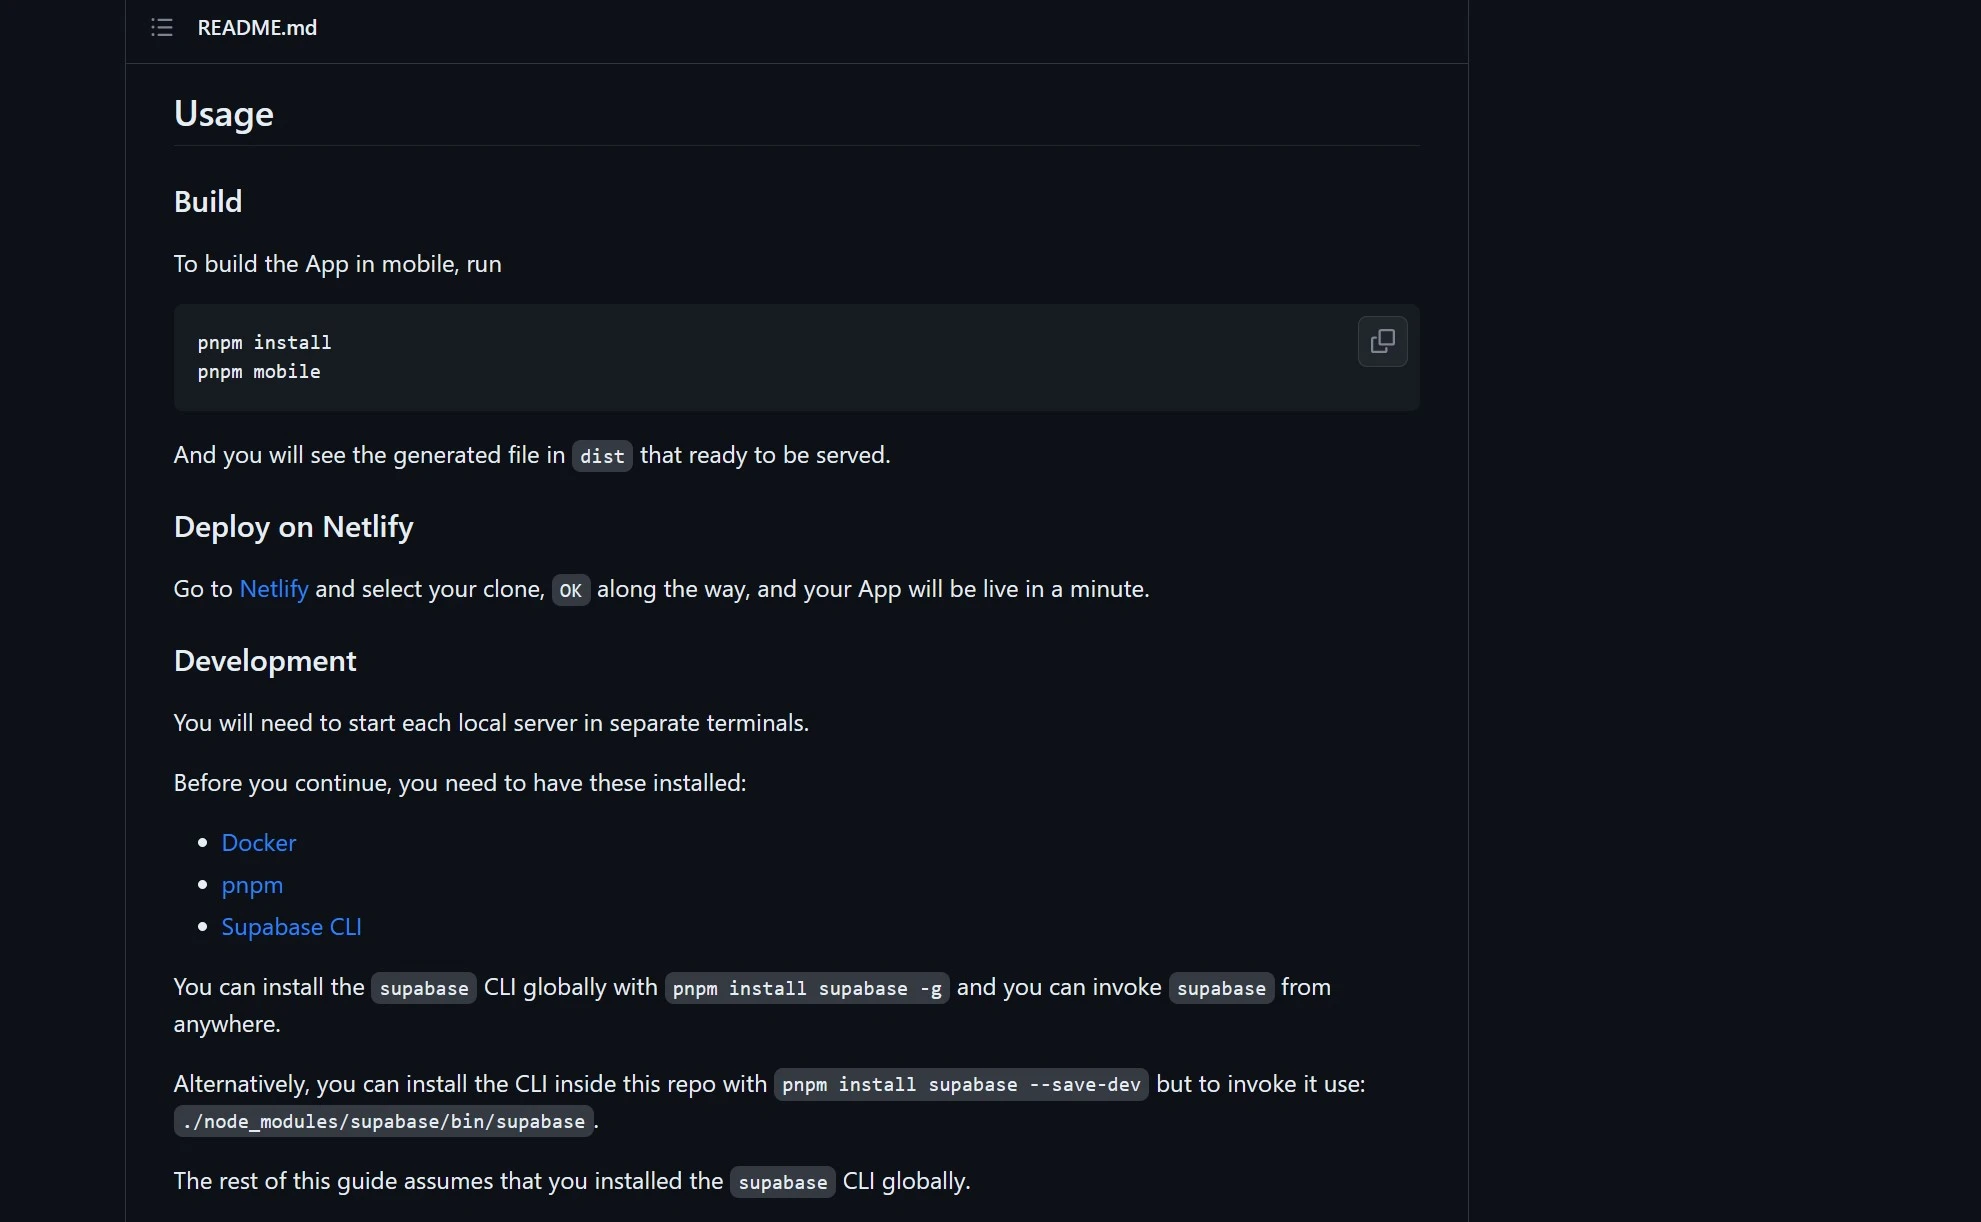 README.md
Usage
Build
To build the App in mobile, run
pnpm install
pnpm mobile
And you will see the generated file in dist that ready to be served.
Deploy on Netlify
Go to Netlify and select your clone, OK along the way, and your App will be live in a minute.
Development
You will need to start each local server in separate terminals.
Before you continue, you need to have these installed:
Docker
pnpm
Supabase CLI
You can install the supabase CLI globally with pnpm install supabase -g and you can invoke supabase from
anywhere.
Alternatively, you can install the CLI inside this repo with pnpm install supabase --save-dev but to invoke it use:
./node_modules/supabase/bin/supabase.
The rest of this guide assumes that you installed the supabase CLI globally.